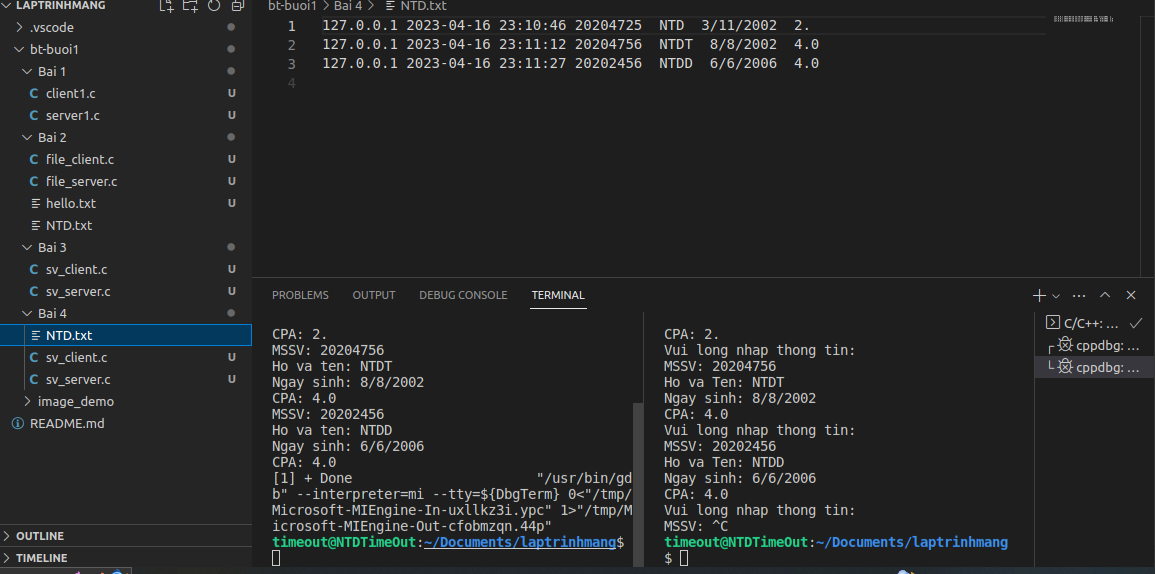 LAPTRINHMANG
.vscode
bt-buoi1
Bai 1
C client1.c U
C server1.c U
Bai 2
C file_client.c U
C file_server.c U
hello.txt U
NTD.txt
Bai 3
C sv_client.c U
C sv_server.c U
Bai 4
NTD.txt
C sv_client.c U
C sv_server.c U
image_demo
README.md
OUTLINE
TIMELINE
bt-buoi1 > Bai 4 > NTD.txt
1 127.0.0.1 2023-04-16 23:10:46 20204725 NTD 3/11/2002 2.
2 127.0.0.1 2023-04-16 23:11:12 20204756 NTDT 8/8/2002 4.0
3 127.0.0.1 2023-04-16 23:11:27 20202456 NTDD 6/6/2006 4.0
4
PROBLEMS OUTPUT DEBUG CONSOLE TERMINAL
CPA: 2.
MSSV: 20204756
Ho va ten: NTDT
Ngay sinh: 8/8/2002
CPA: 4.0
MSSV: 20202456
Ho va ten: NTDD
Ngay sinh: 6/6/2006
CPA: 4.0
[1] + Done "/usr/bin/gd
b" --interpreter=mi --tty=${DbgTerm} 0<"/tmp/
Microsoft-MIEngine-In-uxllkz3i.ypc" 1>"/tmp/M
icrosoft-MIEngine-Out-cfobmzqn.44p"
timeout@NTDTimeOut:~/Documents/laptrinhmang$
CPA: 2.
Vui long nhap thong tin:
MSSV: 20204756
Ho va Ten: NTDT
Ngay sinh: 8/8/2002
CPA: 4.0
Vui long nhap thong tin:
MSSV: 20202456
Ho va Ten: NTDD
Ngay sinh: 6/6/2006
CPA: 4.0
Vui long nhap thong tin:
MSSV: ^C
timeout@NTDTimeOut:~/Documents/laptrinhmang
$
C/C++: ...
cppdbg: ...
cppdbg: ...